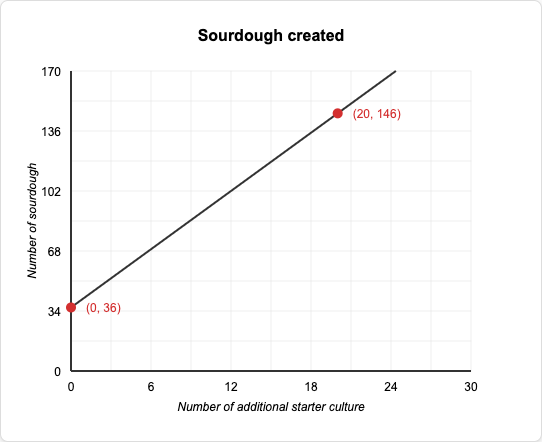 Sourdough created
170
136
102
68
34
0
Number of sourdough
(20, 146)
(0, 36)
0 6 12 18 24 30
Number of additional starter culture